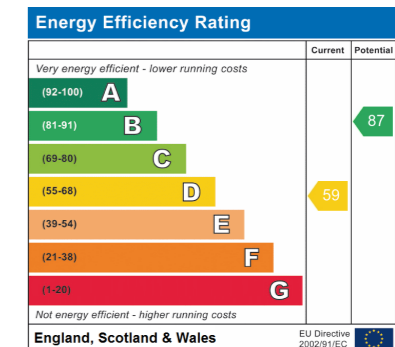 Energy Efficiency Rating
Current Potential
Very energy efficient - lower running costs
(92-100) A
(81-91) B
87
(69-80) C
(55-68) D
59
(39-54) E
(21-38) F
(1-20) G
Not energy efficient - higher running costs
England, Scotland & Wales
EU Directive
2002/91/EC